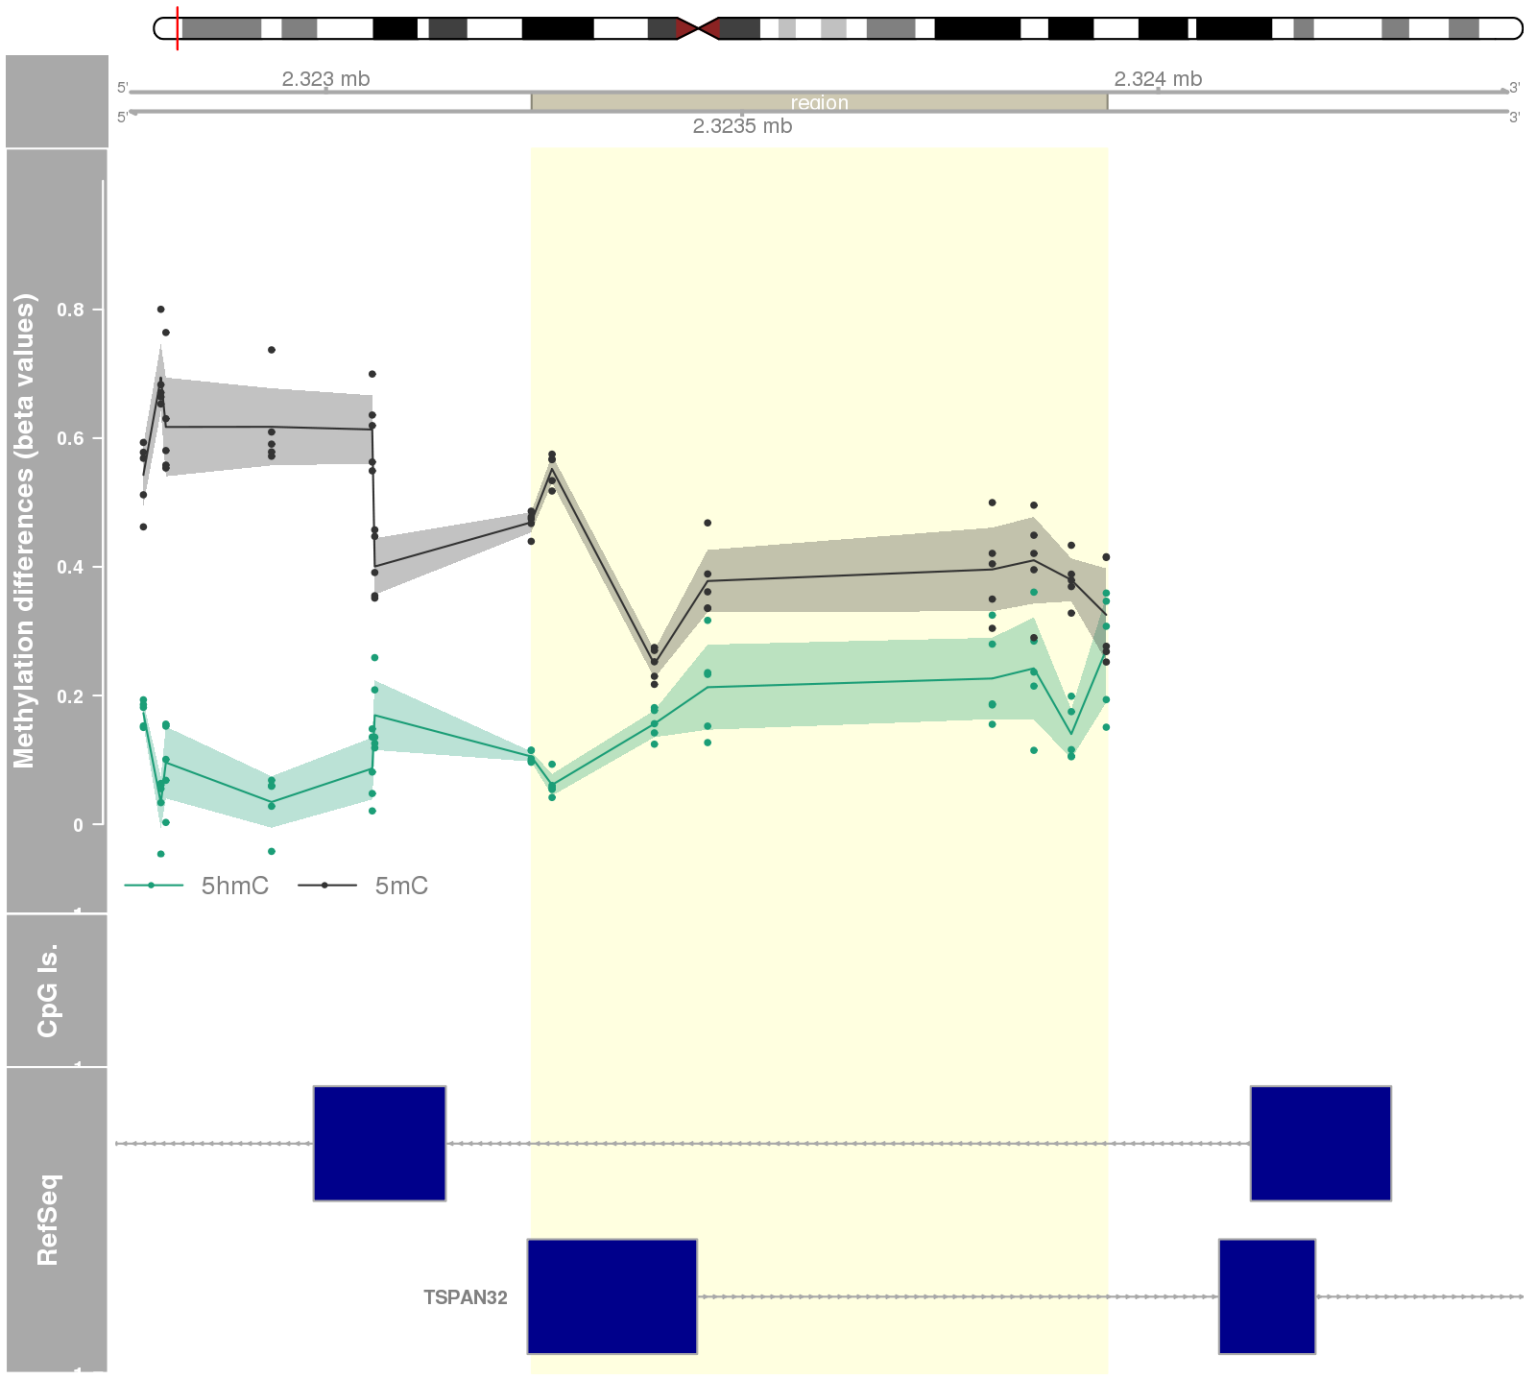 2.323 mb
2.324 mb
5'
3'
region
5'
3'
2.3235 mb
Methylation differences (beta values)
0.8
0.6
0.4
0.2
0
5hmC
5mC
CpG Is.
RefSeq
TSPAN32